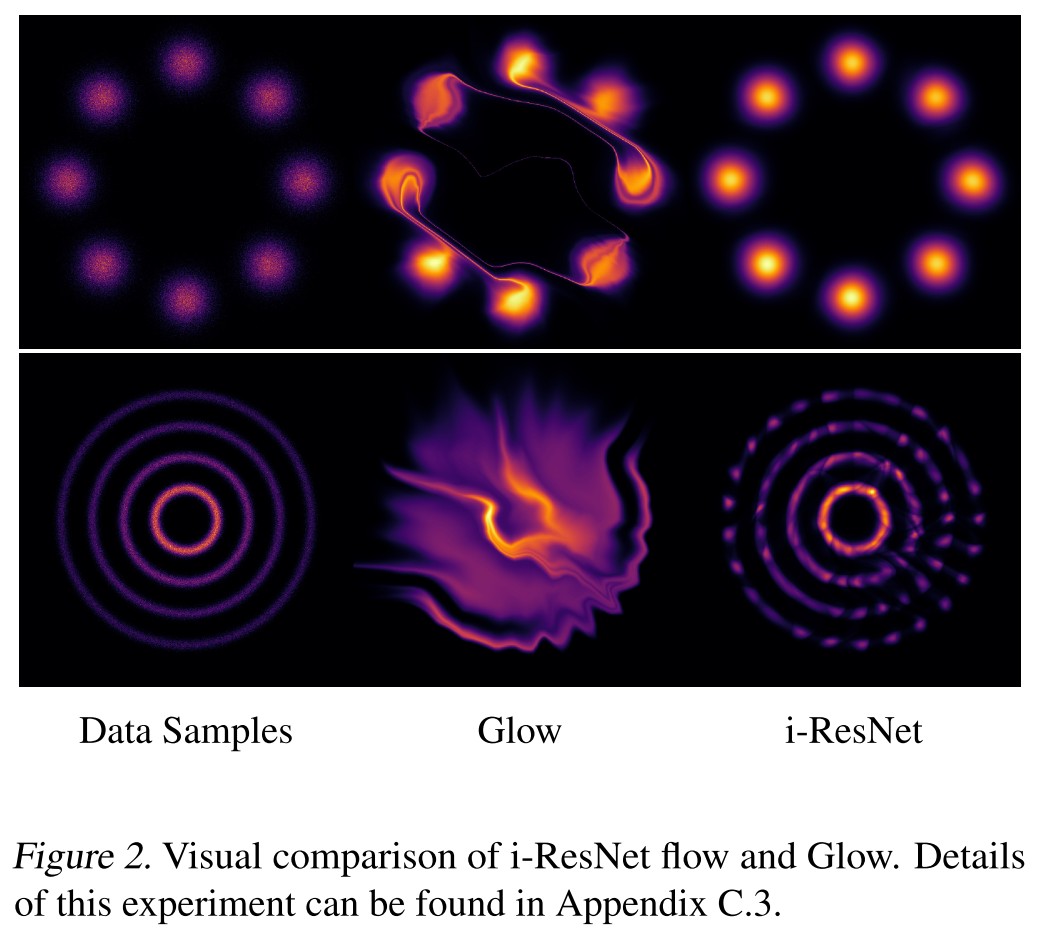 Data Samples
Glow
i-ResNet
Figure 2. Visual comparison of i-ResNet flow and Glow. Details
of this experiment can be found in Appendix C.3.